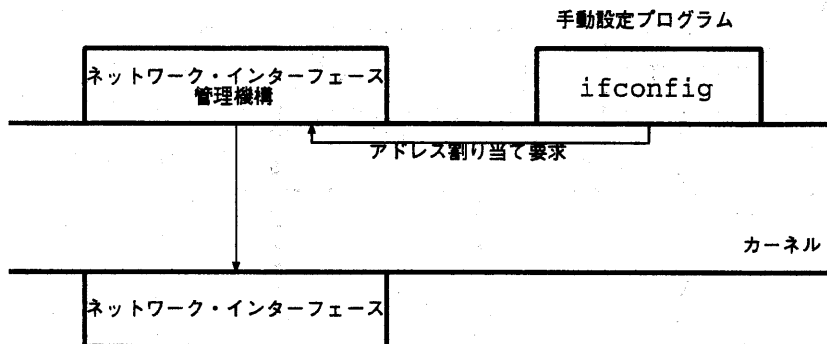 手動設定プログラム
ネットワーク・インターフェース
管理機構
ifconfig
アドレス割り当て要求
カーネル
ネットワーク・インターフェース